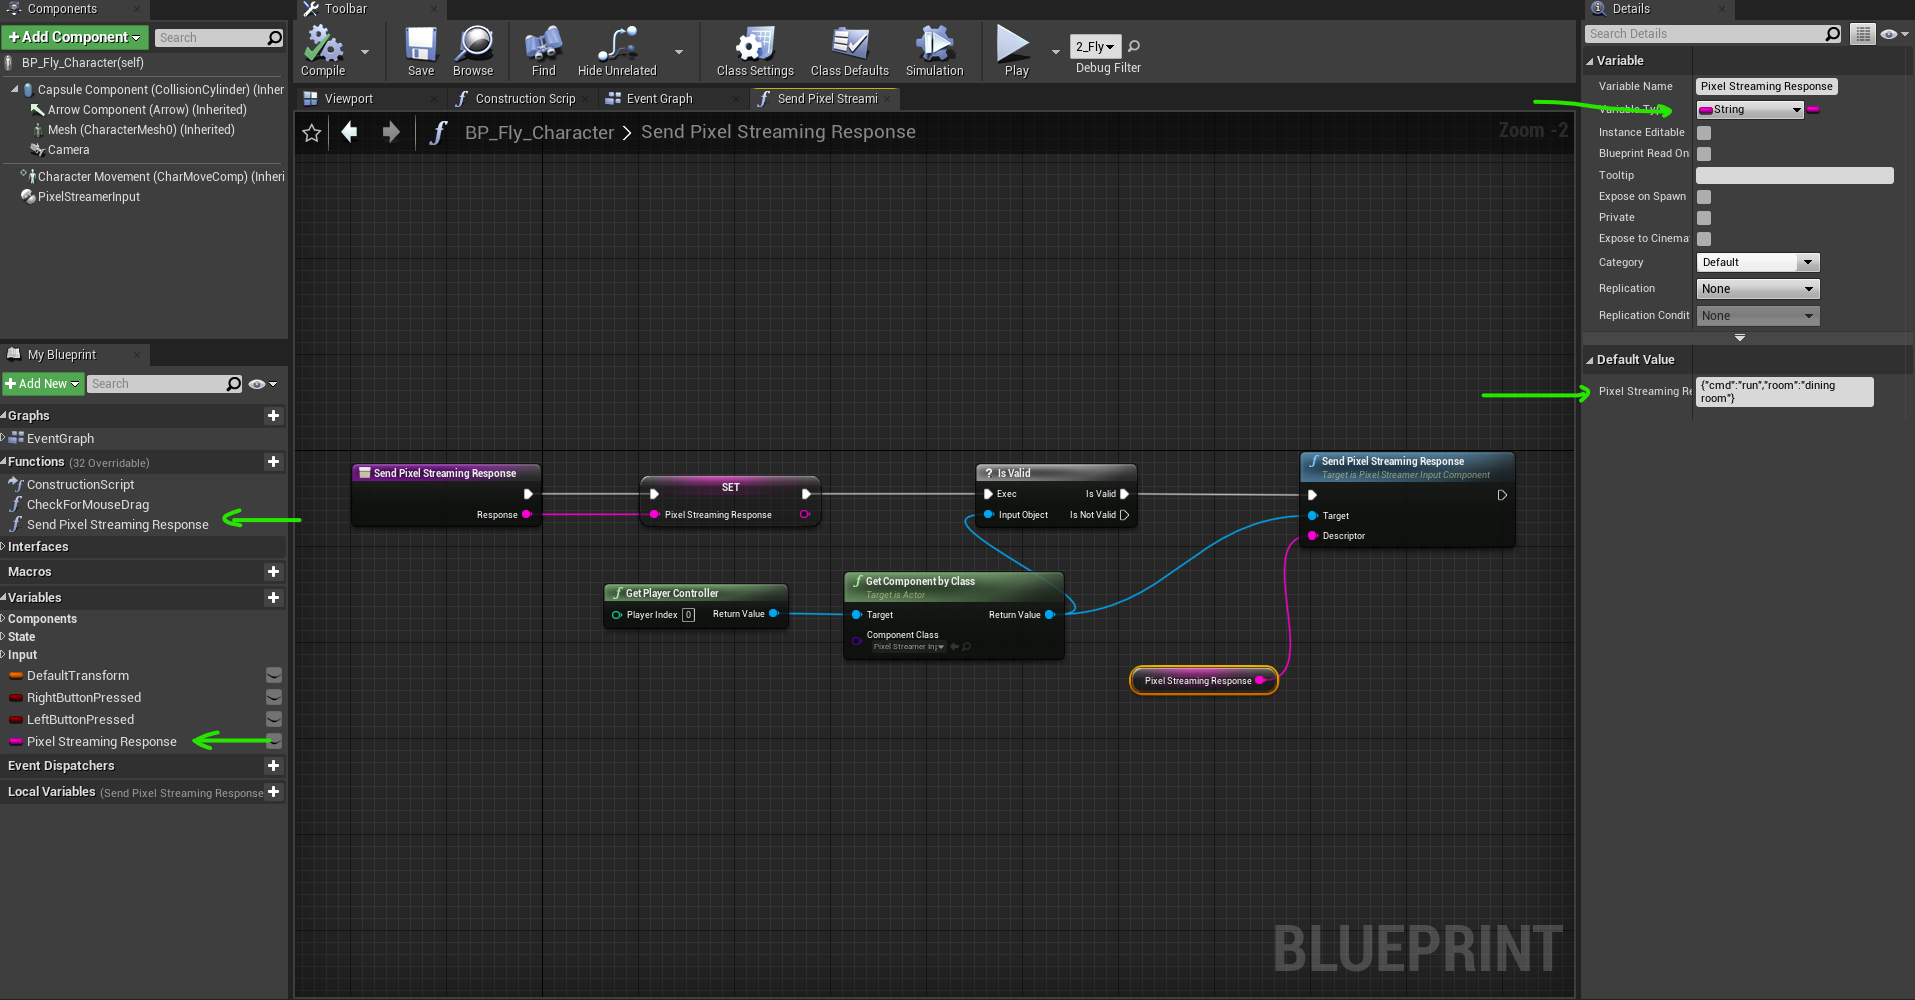 Components
Toolbar
Details
Add Component
Search
BP_Fly_Character(self)
Capsule Component (CollisionCylinder) (Inher
Arrow Component (Arrow) (Inherited)
Mesh (CharacterMesh0) (Inherited)
Camera
Character Movement (CharMoveComp) (Inheri
PixelStreamerInput
Compile
Save
Browse
Find
Hide Unrelated
Class Settings
Class Defaults
Simulation
Play
2_Fly
Debug Filter
Viewport
Construction Scrip
Event Graph
Send Pixel Streami
BP_Fly_Character > Send Pixel Streaming Response
Zoom -2
My Blueprint
Add New
Search
Graphs
EventGraph
Functions (32 Overridable)
ConstructionScript
CheckForMouseDrag
Send Pixel Streaming Response
Interfaces
Macros
Variables
Components
State
Input
DefaultTransform
RightButtonPressed
LeftButtonPressed
Pixel Streaming Response
Event Dispatchers
Local Variables (Send Pixel Streaming Response
Send Pixel Streaming Response
Response
SET
Pixel Streaming Response
? Is Valid
Exec
Is Valid
Input Object
Is Not Valid
Send Pixel Streaming Response
Target is Pixel Streamer Input Component
Target
Descriptor
Get Player Controller
Player Index 0
Return Value
Get Component by Class
Target is Actor
Target
Return Value
Component Class
Pixel Streamer Inp
Pixel Streaming Response
BLUEPRINT
Search Details
Variable
Variable Name
Pixel Streaming Response
Variable Typ
String
Instance Editable
Blueprint Read On
Tooltip
Expose on Spawn
Private
Expose to Cinema
Category
Default
Replication
None
Replication Condit
None
Default Value
Pixel Streaming Re
{"cmd":"run","room":"dining
room"}